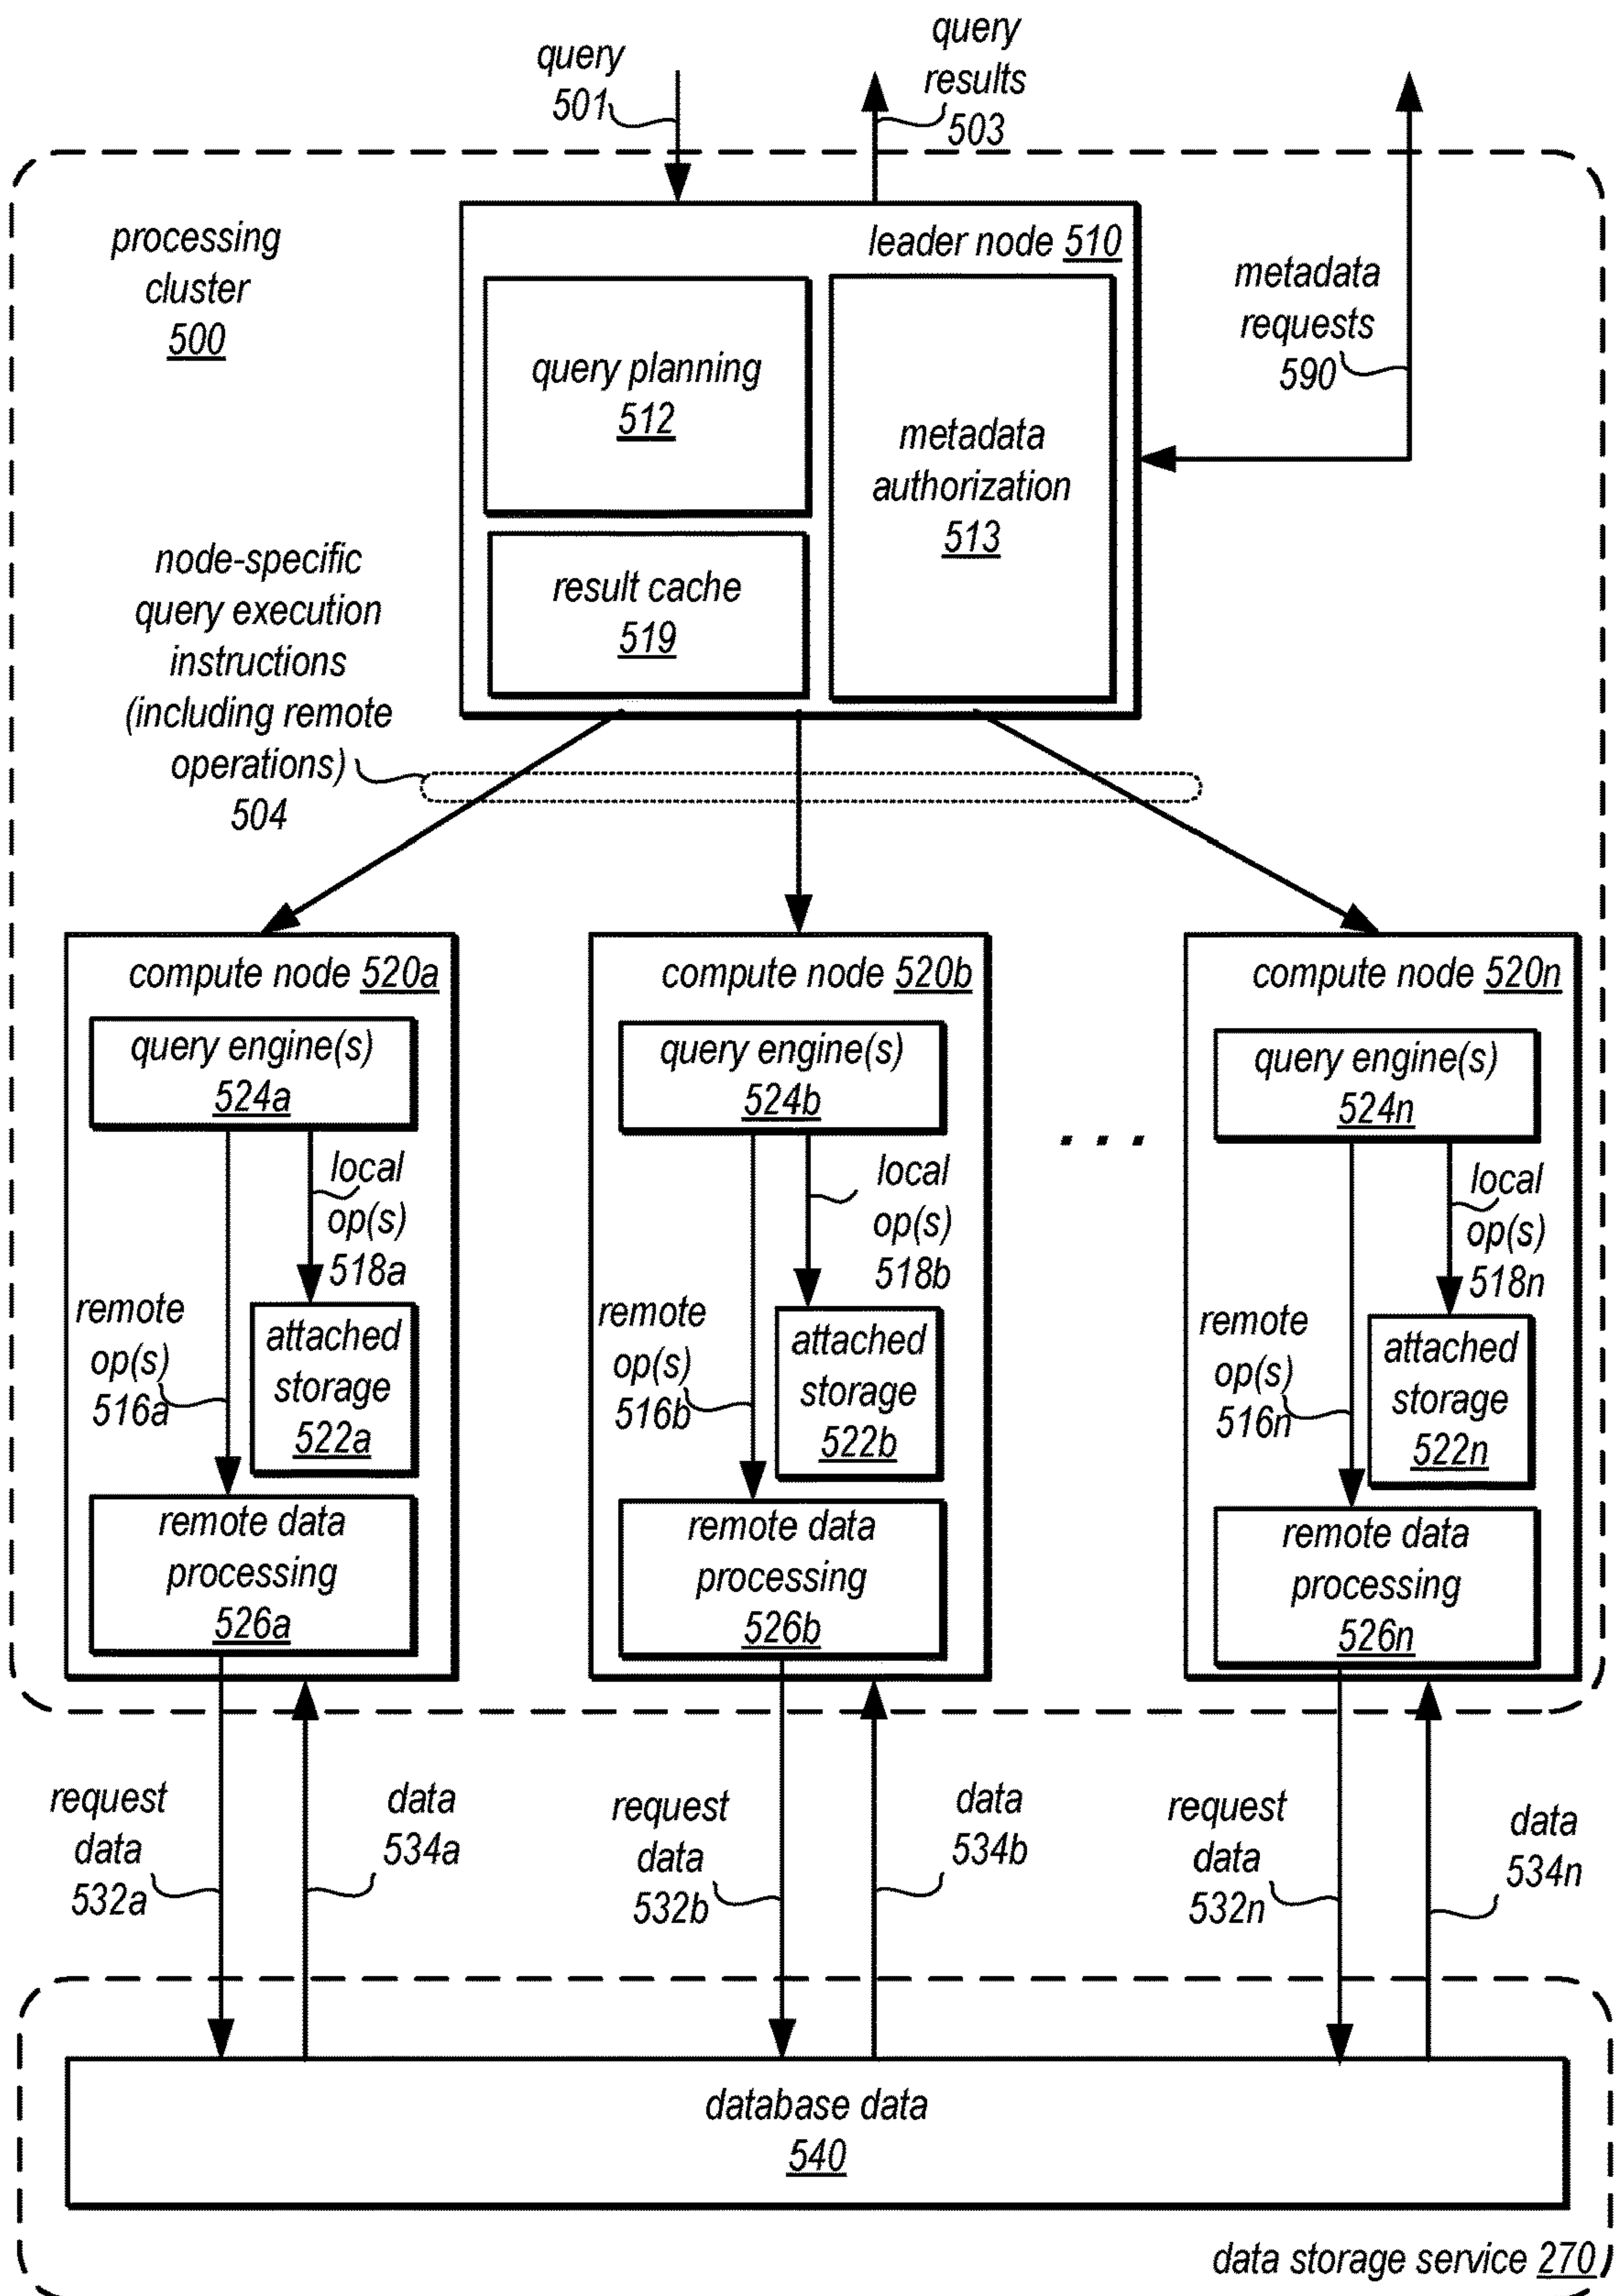 query
501
query
results
503
processing
cluster
500
leader node 510
metadata
requests
590
query planning
512
metadata
authorization
513
result cache
519
node-specific
query execution
instructions
(including remote
operations)
504
compute node 520a
query engine(s)
524a
local
op(s)
518a
remote
op(s)
516a
attached
storage
522a
remote data
processing
526a
compute node 520b
query engine(s)
524b
local
op(s)
518b
remote
op(s)
516b
attached
storage
522b
remote data
processing
526b
. . .
compute node 520n
query engine(s)
524n
local
op(s)
518n
remote
op(s)
516n
attached
storage
522n
remote data
processing
526n
request
data
532a
data
534a
request
data
532b
data
534b
request
data
532n
data
534n
database data
540
data storage service 270